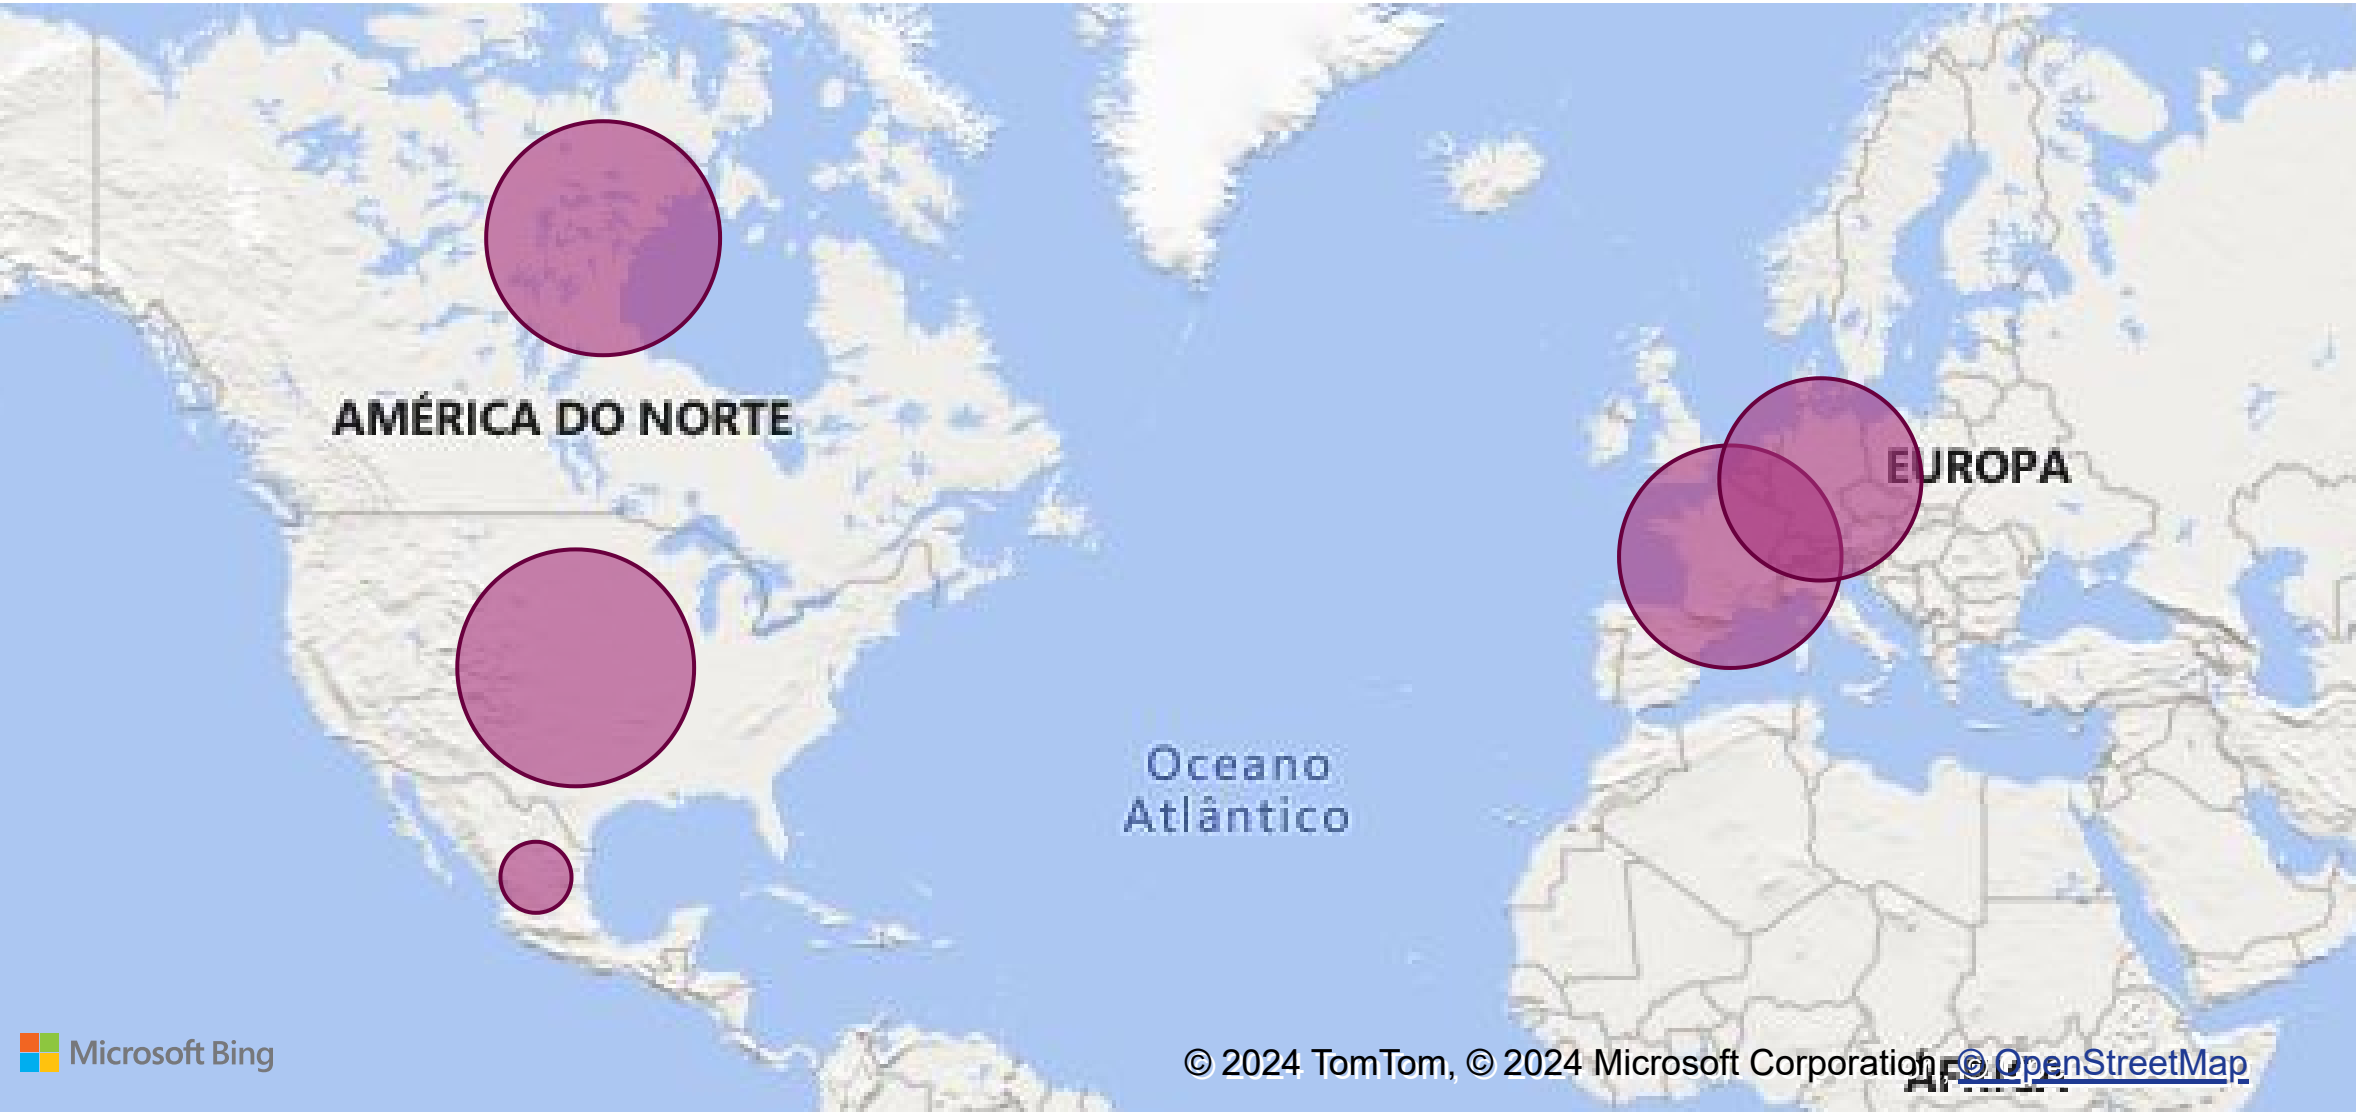 AMÉRICA DO NORTE
EUROPA
Oceano
Atlântico
Microsoft Bing
© 2024 TomTom, © 2024 Microsoft Corporation, © OpenStreetMap